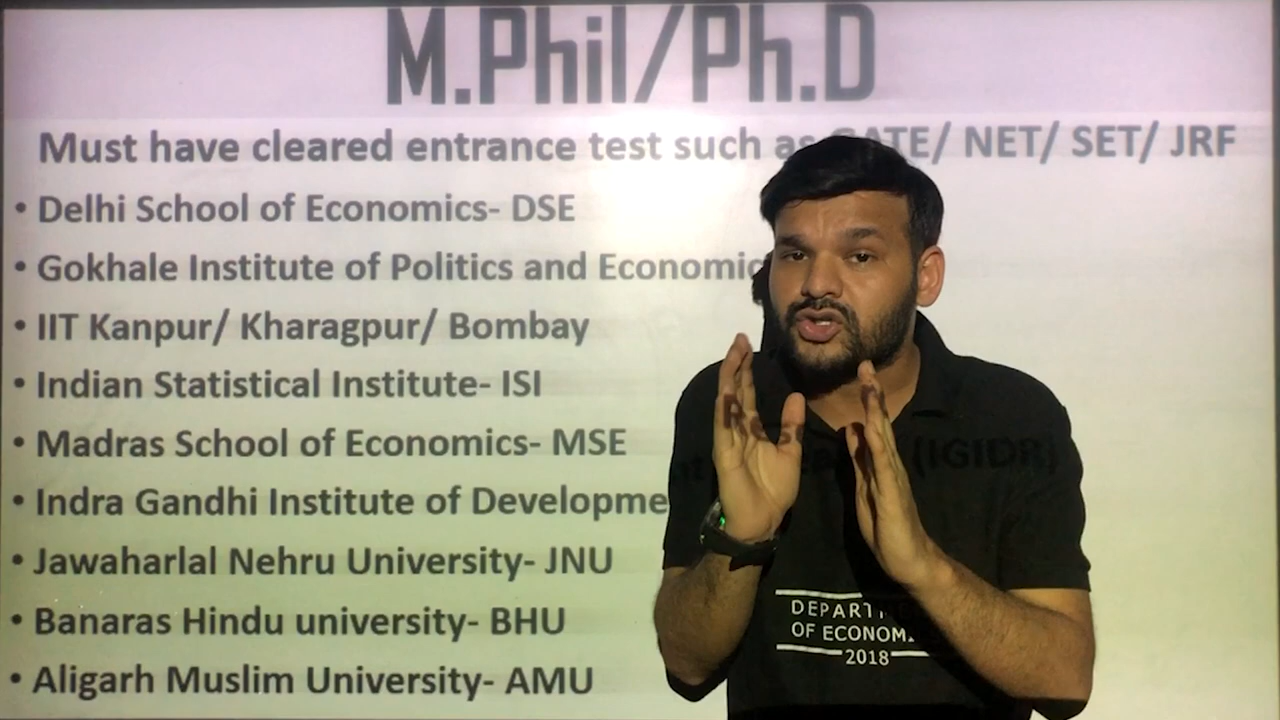 M.Phil/Ph.D
Must have cleared entrance test such as GATE/ NET/ SET/ JRF
• Delhi School of Economics- DSE
• Gokhale Institute of Politics and Economic
• IIT Kanpur/ Kharagpur/ Bombay
• Indian Statistical Institute- ISI
• Madras School of Economics- MSE
• Indra Gandhi Institute of Developme (IGIDR)
• Jawaharlal Nehru University- JNU
• Banaras Hindu university- BHU
• Aligarh Muslim University- AMU
OF
2018